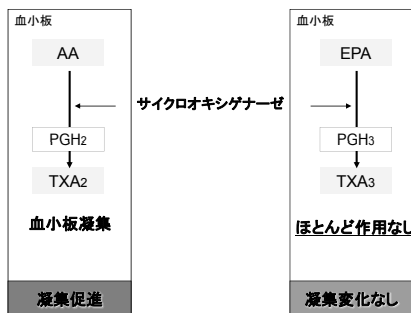 血小板
AA
PGH2
TXA2
血小板凝集
凝集促進
サイクロオキシゲナーゼ
血小板
EPA
PGH3
TXA3
ほとんど作用なし
凝集変化なし